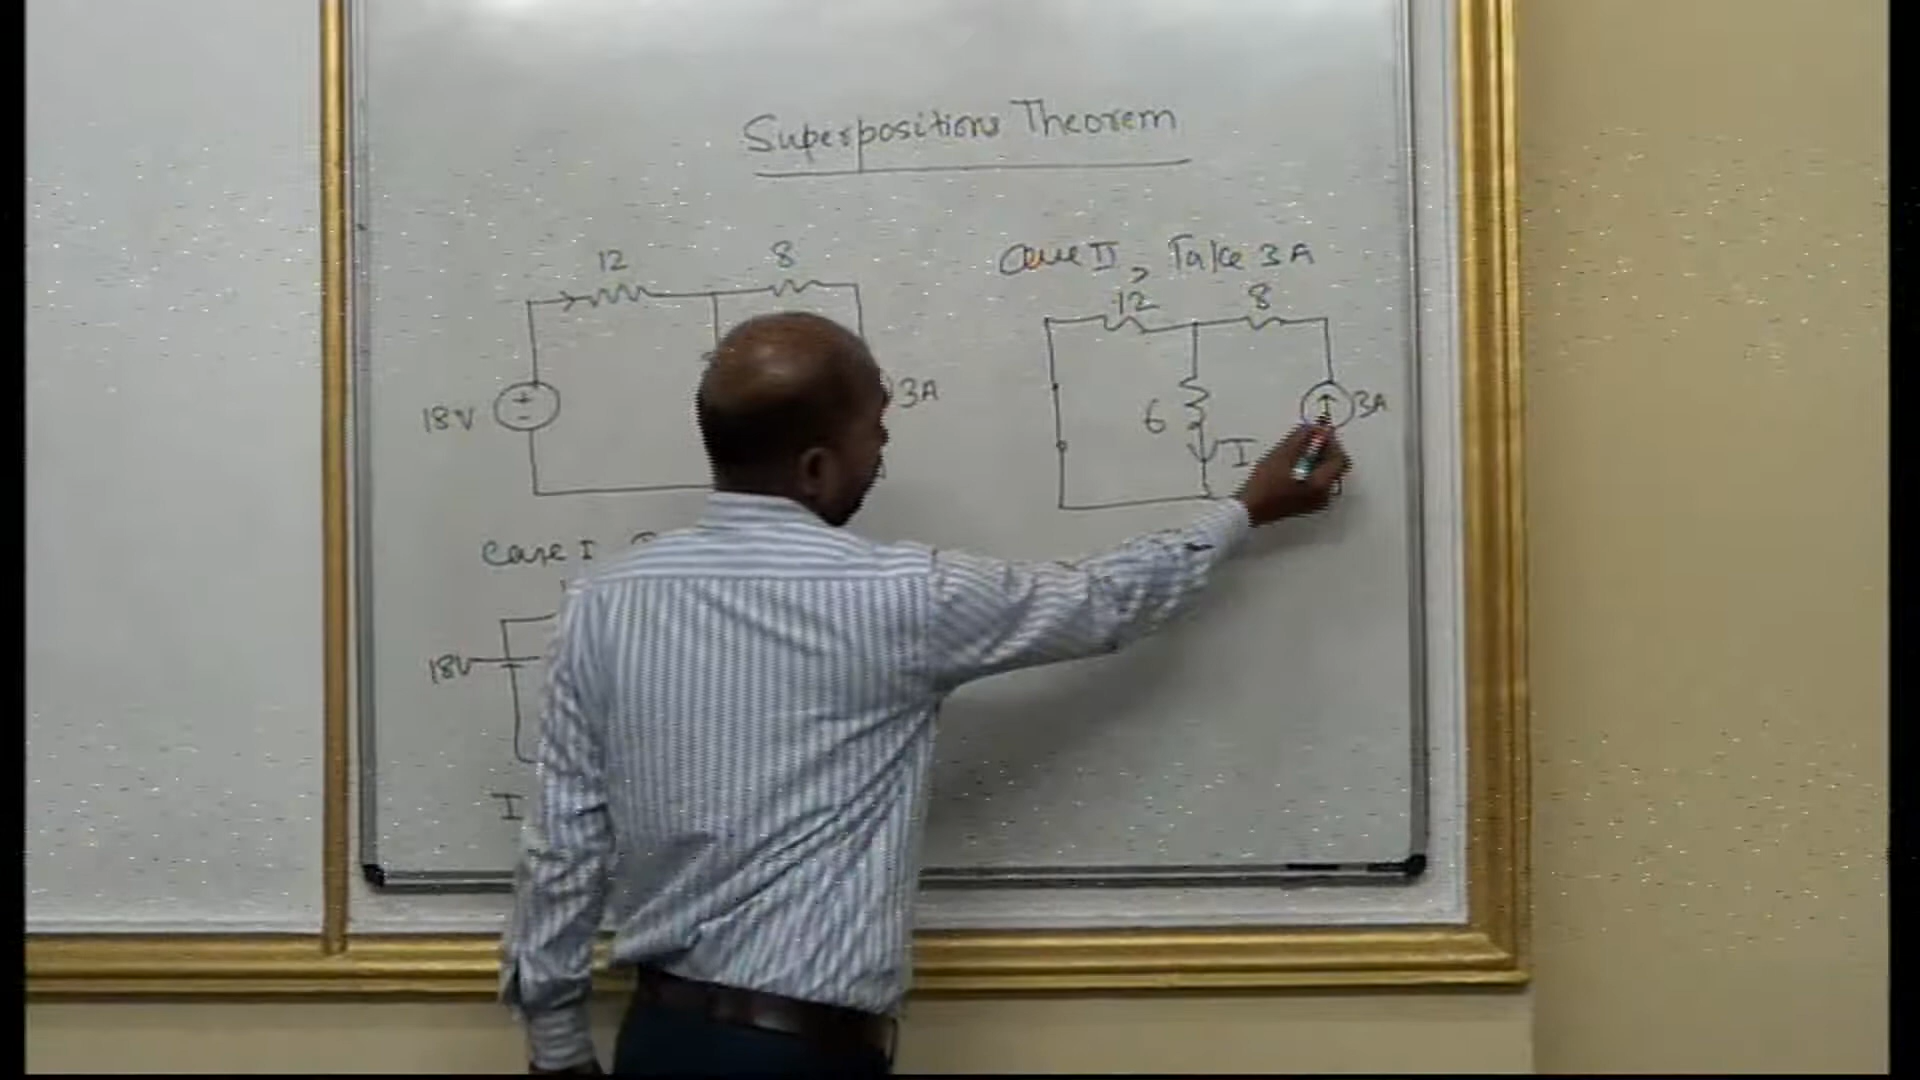 Superposition Theorem
12
8
18V
+
-
3A
Case I
18V
I
Case II, Take 3A
12
8
6
I
3A